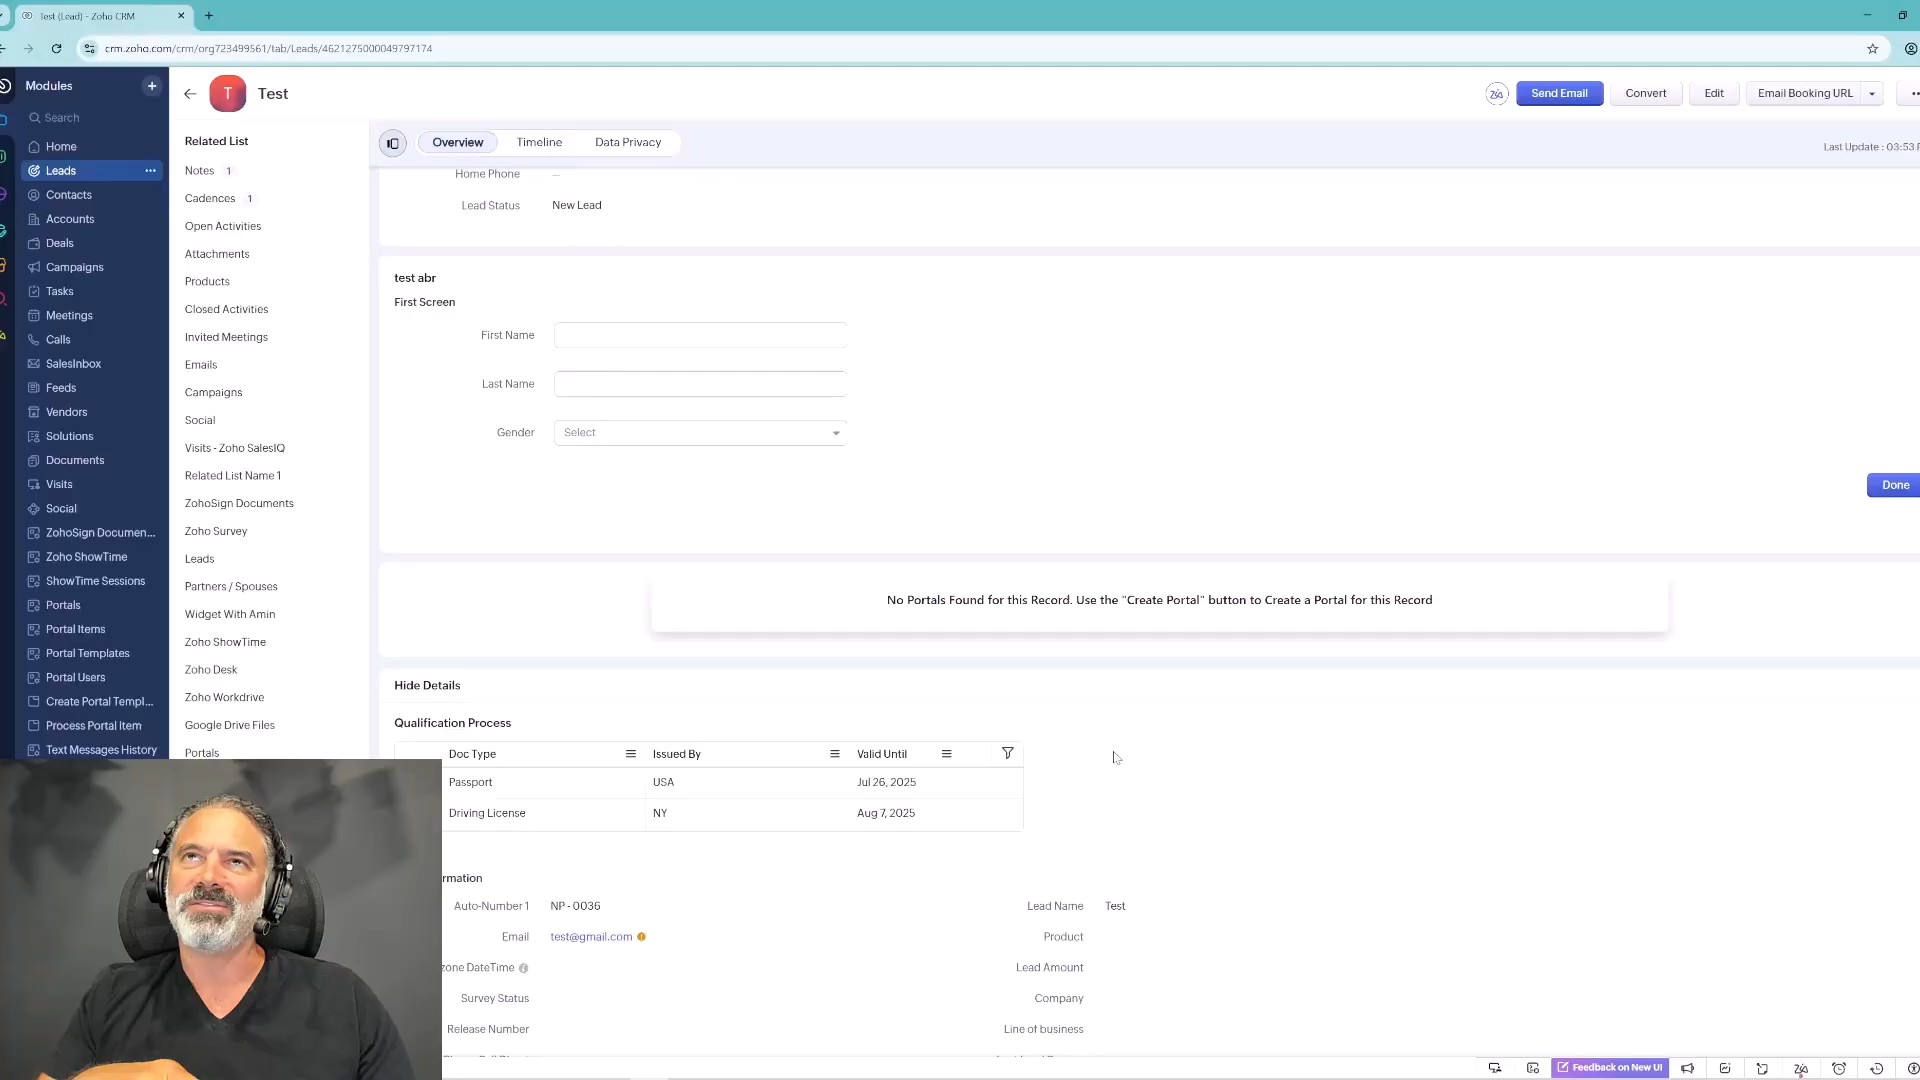 Test (Lead) - Zoho CRM
crm.zoho.com/crm/org723499561/tab/Leads/4621275000049797174
Modules
Search
Home
Leads
Contacts
Accounts
Deals
Campaigns
Tasks
Meetings
Calls
SalesInbox
Feeds
Vendors
Solutions
Documents
Visits
Social
ZohoSign Documen...
Zoho ShowTime
ShowTime Sessions
Portals
Portal Items
Portal Templates
Portal Users
Create Portal Templ...
Process Portal Item
Text Messages History
T
Test
Send Email
Convert
Edit
Email Booking URL
Related List
Notes 1
Cadences 1
Open Activities
Attachments
Products
Closed Activities
Invited Meetings
Emails
Campaigns
Social
Visits - Zoho SalesIQ
Related List Name 1
ZohoSign Documents
Zoho Survey
Leads
Partners / Spouses
Widget With Amin
Zoho ShowTime
Zoho Desk
Zoho Workdrive
Google Drive Files
Portals
Overview
Timeline
Data Privacy
Last Update : 03:53
Home Phone —
Lead Status New Lead
test abr
First Screen
First Name
Last Name
Gender Select
Done
No Portals Found for this Record. Use the "Create Portal" button to Create a Portal for this Record
Hide Details
Qualification Process
Doc Type Issued By Valid Until
Passport USA Jul 26, 2025
Driving License NY Aug 7, 2025
rmation
Auto-Number 1 NP - 0036 Lead Name Test
Email test@gmail.com Product
zone DateTime Lead Amount
Survey Status Company
Release Number Line of business
Feedback on New UI